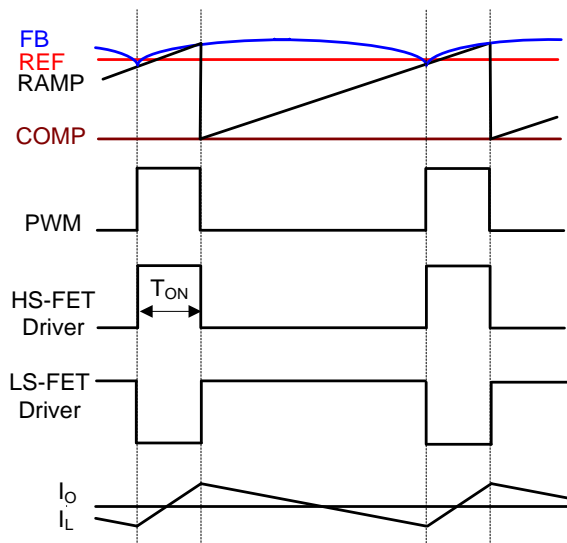 FB
REF
RAMP
COMP
PWM
HS-FET
Driver
TON
LS-FET
Driver
IO
IL